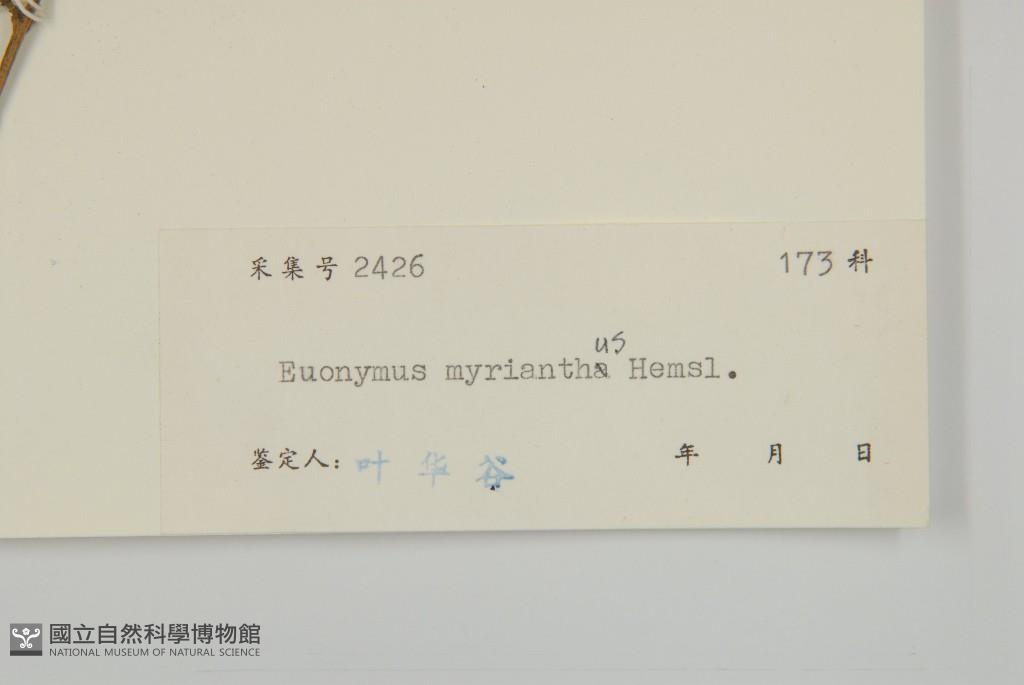 采集号 2426 173 科
us
Euonymus myriantha Hemsl.
鉴定人: 叶华谷 年 月 日
國立自然科學博物館
NATIONAL MUSEUM OF NATURAL SCIENCE